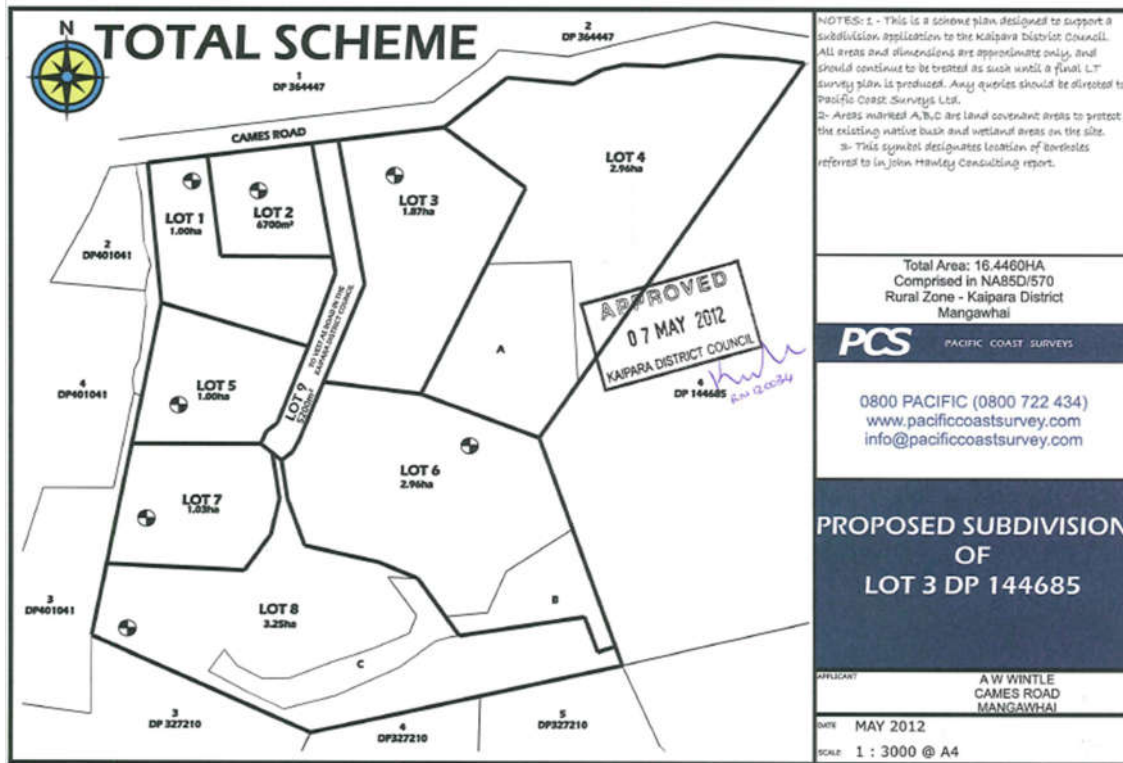 N
TOTAL SCHEME
2
DP 364447
1
DP 364447
CAMES ROAD
LOT 4
2.96ha
LOT 3
1.87ha
LOT 2
6700m²
LOT 1
1.00ha
2
DP401041
LOT 9
5200m²
TO VEST AS ROAD IN THE
KAIPARA DISTRICT COUNCIL
A
APPROVED
07 MAY 2012
KAIPARA DISTRICT COUNCIL
4
DP 144685
4
DP401041
LOT 5
1.00ha
LOT 6
2.96ha
LOT 7
1.03ha
3
DP401041
LOT 8
3.25ha
B
C
3
DP 327210
4
DP327210
5
DP327210
NOTES: 1 - This is a scheme plan designed to support a
subdivision application to the Kaipara District Council.
All areas and dimensions are approximate only, and
should continue to be treated as such until a final LT
survey plan is produced. Any queries should be directed to
Pacific Coast Surveys Ltd.
2- Areas marked A,B,C are land covenant areas to protect
the existing native bush and wetland areas on the site.
3- This symbol designates location of boreholes
referred to in John Hawley Consulting report.
Total Area: 16.4460HA
Comprised in NA85D/570
Rural Zone - Kaipara District
Mangawhai
PCS PACIFIC COAST SURVEYS
0800 PACIFIC (0800 722 434)
www.pacificcoastsurvey.com
info@pacificcoastsurvey.com
PROPOSED SUBDIVISION
OF
LOT 3 DP 144685
APPLICANT
A W WINTLE
CAMES ROAD
MANGAWHAI
DATE MAY 2012
SCALE 1 : 3000 @ A4